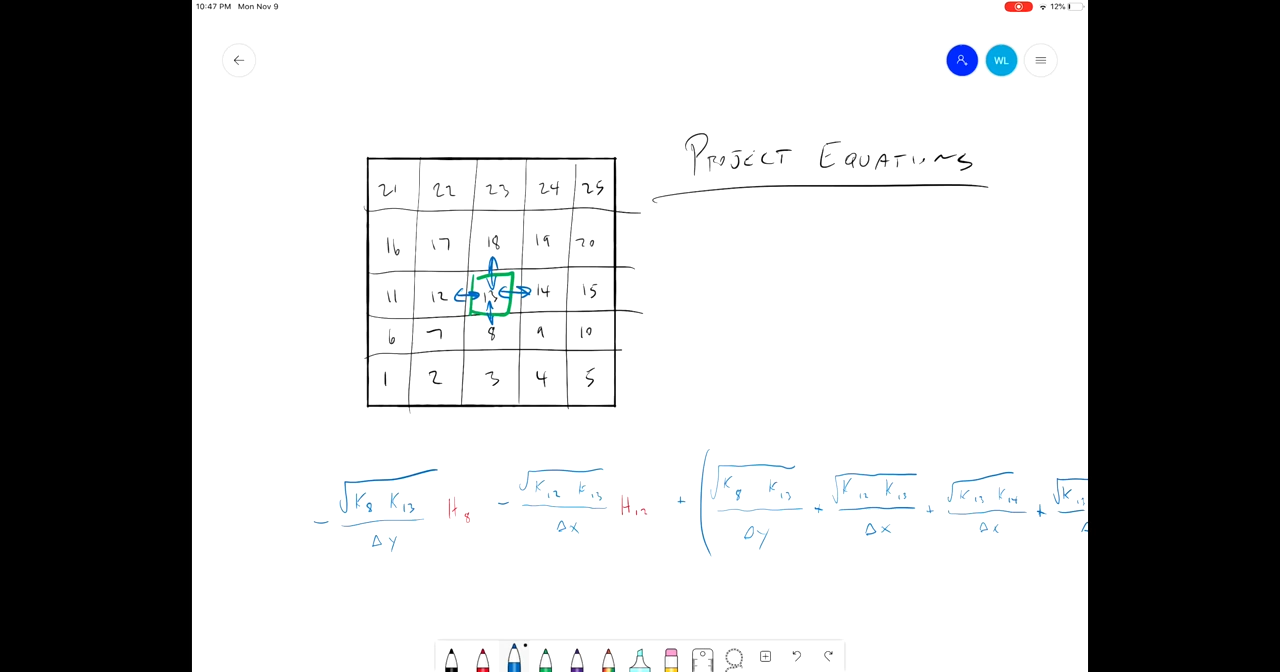 10:47 PM Mon Nov 9
12%
WL
PROJECT EQUATIONS
21 22 23 24 25
16 17 18 19 20
11 12 13 14 15
6 7 8 9 10
1 2 3 4 5
- √(K₈ K₁₃)/Δy H₈ - √(K₁₂ K₁₃)/Δx H₁₂ + ( √(K₈ K₁₃)/Δy + √(K₁₂ K₁₃)/Δx + √(K₁₃ K₁₄)/Δx + √(K₁₃